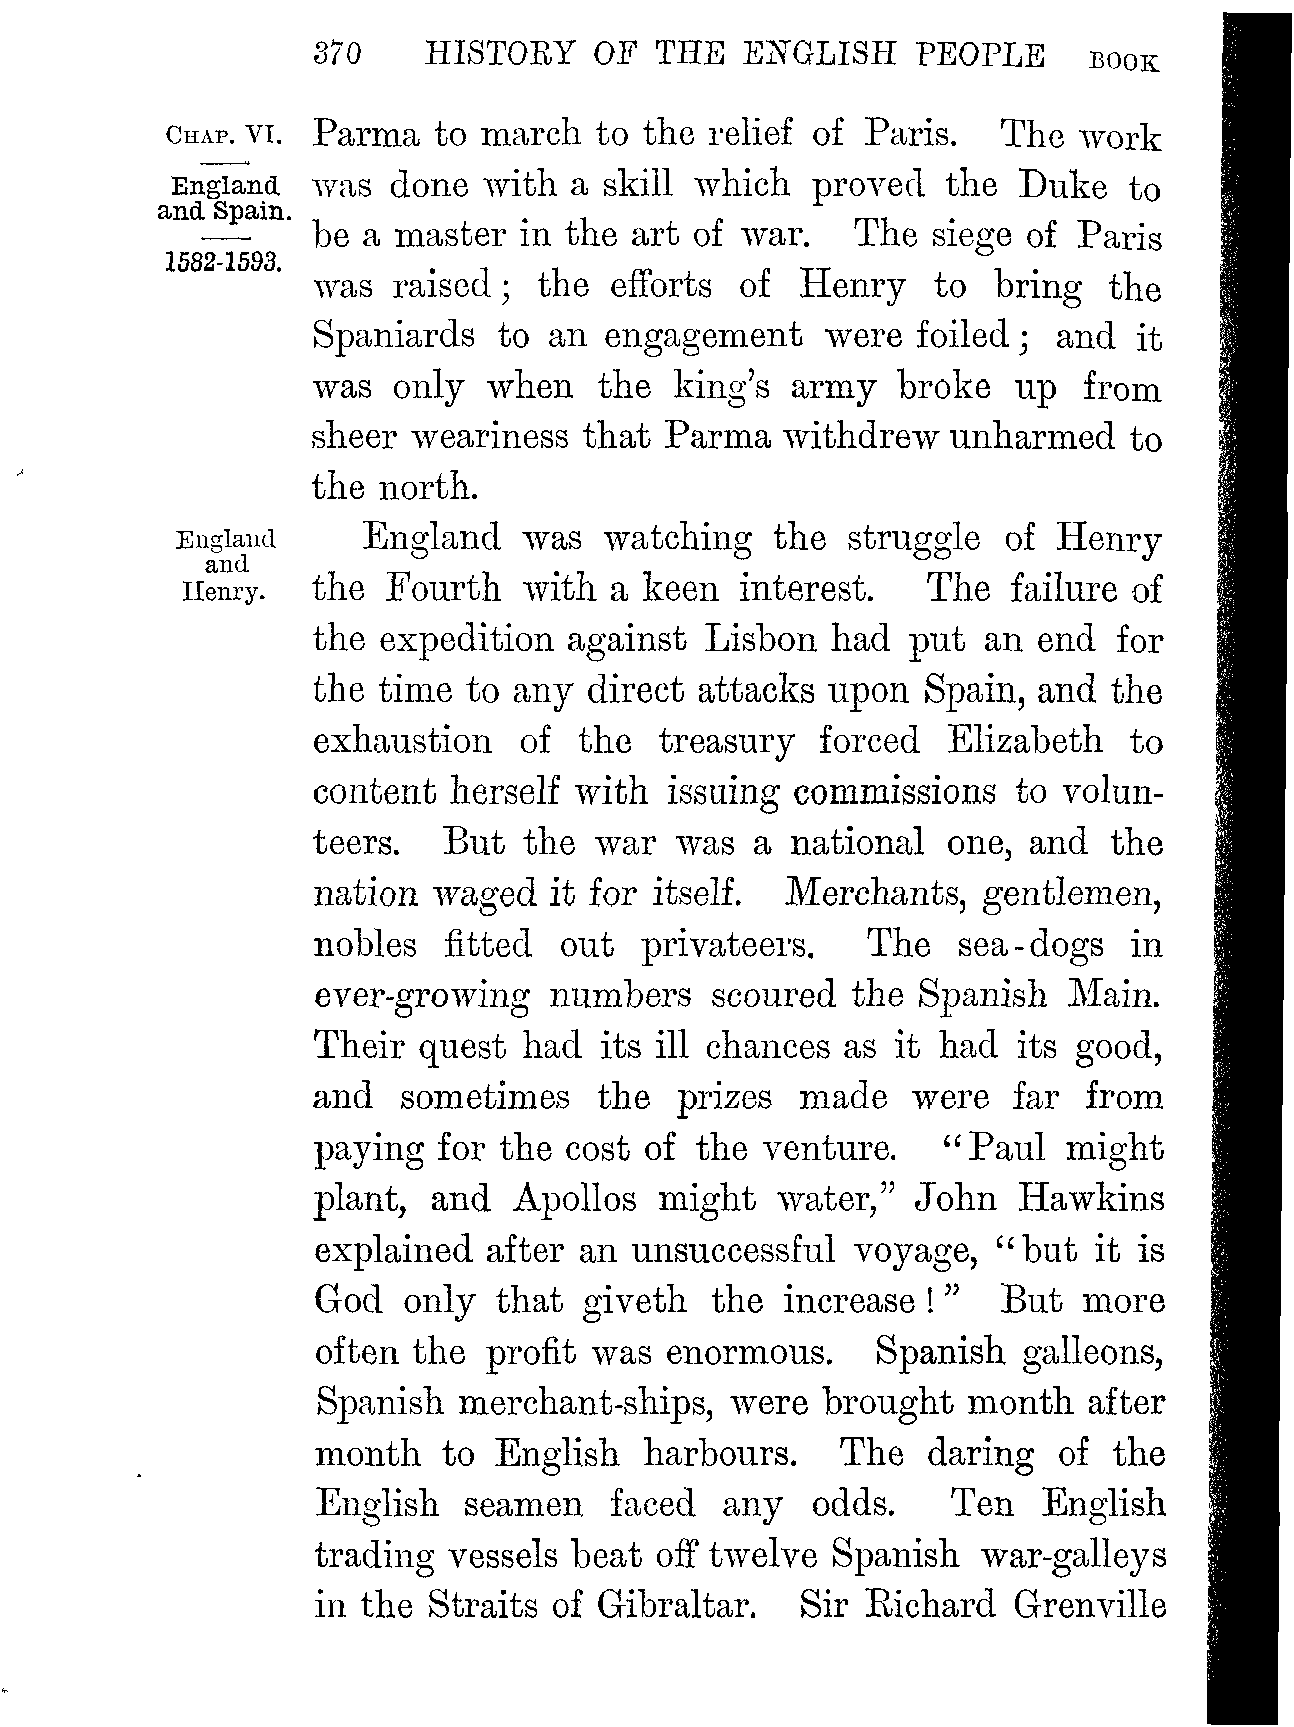 370 HISTORY OF THE ENGLISH PEOPLE BOOK
CHAP. VI.
England
and Spain.
1582-1593.
Parma to march to the relief of Paris. The work
was done with a skill which proved the Duke to
be a master in the art of war. The siege of Paris
was raised; the efforts of Henry to bring the
Spaniards to an engagement were foiled; and it
was only when the king's army broke up from
sheer weariness that Parma withdrew unharmed to
the north.
England
and
Henry.
England was watching the struggle of Henry
the Fourth with a keen interest. The failure of
the expedition against Lisbon had put an end for
the time to any direct attacks upon Spain, and the
exhaustion of the treasury forced Elizabeth to
content herself with issuing commissions to volun-
teers. But the war was a national one, and the
nation waged it for itself. Merchants, gentlemen,
nobles fitted out privateers. The sea-dogs in
ever-growing numbers scoured the Spanish Main.
Their quest had its ill chances as it had its good,
and sometimes the prizes made were far from
paying for the cost of the venture. "Paul might
plant, and Apollos might water," John Hawkins
explained after an unsuccessful voyage, "but it is
God only that giveth the increase!" But more
often the profit was enormous. Spanish galleons,
Spanish merchant-ships, were brought month after
month to English harbours. The daring of the
English seamen faced any odds. Ten English
trading vessels beat off twelve Spanish war-galleys
in the Straits of Gibraltar. Sir Richard Grenville